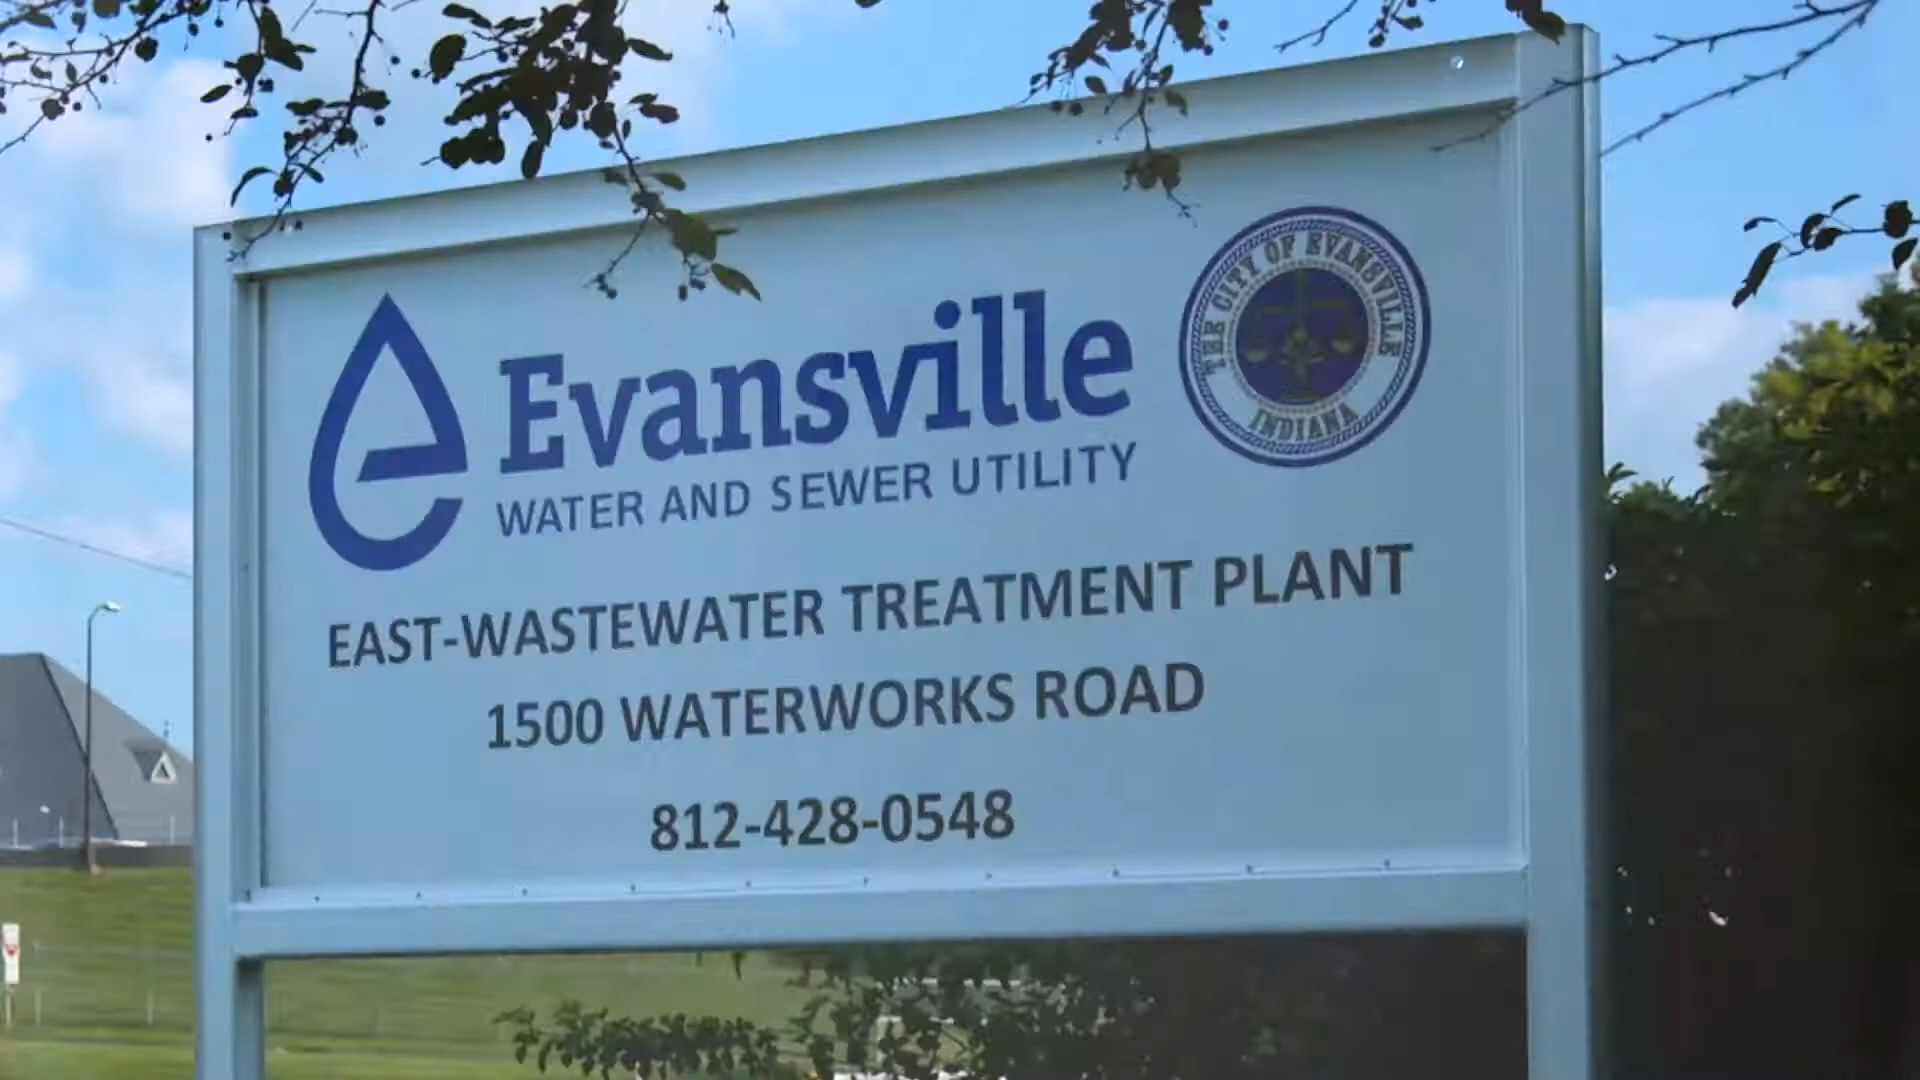 Evansville
WATER AND SEWER UTILITY
THE CITY OF EVANSVILLE
INDIANA
EAST-WASTEWATER TREATMENT PLANT
1500 WATERWORKS ROAD
812-428-0548